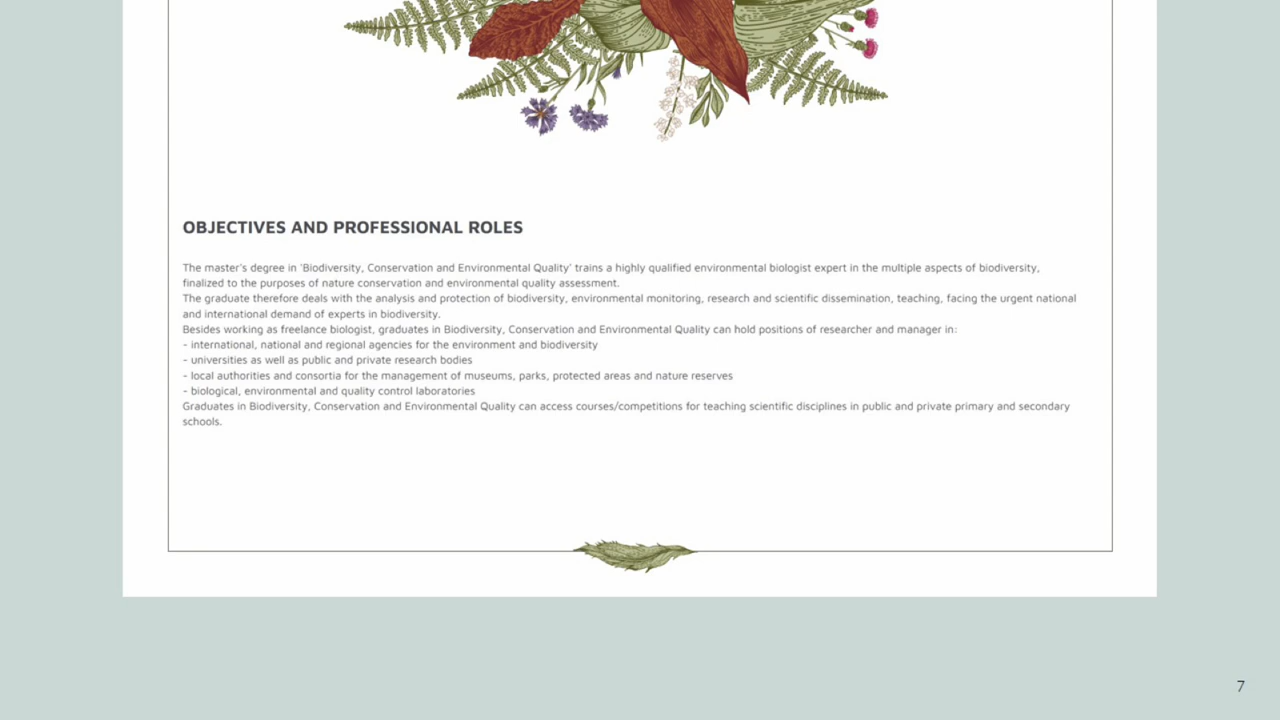 OBJECTIVES AND PROFESSIONAL ROLES
The master's degree in 'Biodiversity, Conservation and Environmental Quality' trains a highly qualified environmental biologist expert in the multiple aspects of biodiversity,
finalized to the purposes of nature conservation and environmental quality assessment.
The graduate therefore deals with the analysis and protection of biodiversity, environmental monitoring, research and scientific dissemination, teaching, facing the urgent national
and international demand of experts in biodiversity.
Besides working as freelance biologist, graduates in Biodiversity, Conservation and Environmental Quality can hold positions of researcher and manager in:
- international, national and regional agencies for the environment and biodiversity
- universities as well as public and private research bodies
- local authorities and consortia for the management of museums, parks, protected areas and nature reserves
- biological, environmental and quality control laboratories
Graduates in Biodiversity, Conservation and Environmental Quality can access courses/competitions for teaching scientific disciplines in public and private primary and secondary
schools.
7